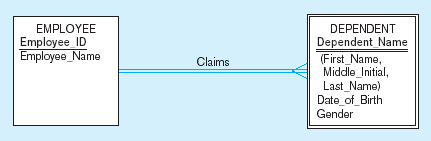 EMPLOYEE
Employee_ID
Employee_Name
Claims
DEPENDENT
Dependent_Name
(First_Name,
Middle_Initial,
Last_Name)
Date_of_Birth
Gender